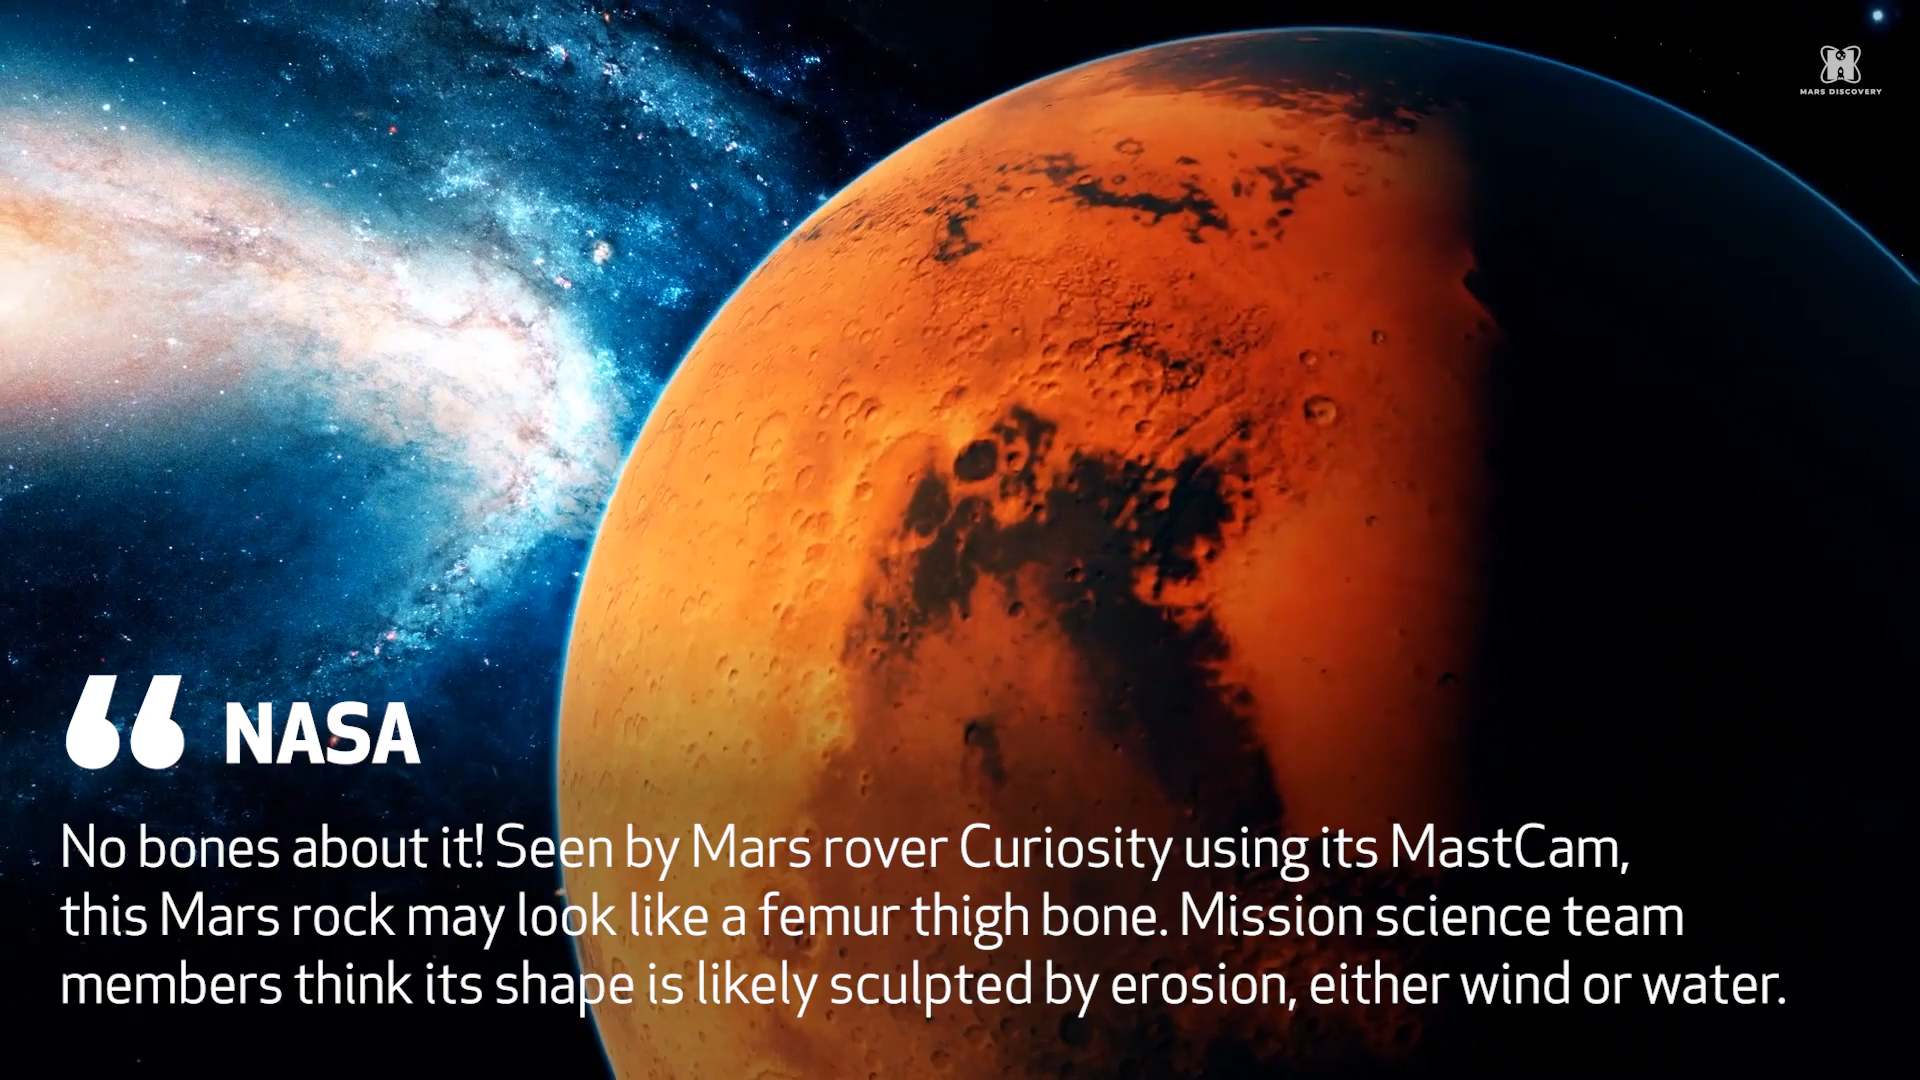 MARS DISCOVERY
“ NASA
No bones about it! Seen by Mars rover Curiosity using its MastCam,
this Mars rock may look like a femur thigh bone. Mission science team
members think its shape is likely sculpted by erosion, either wind or water.